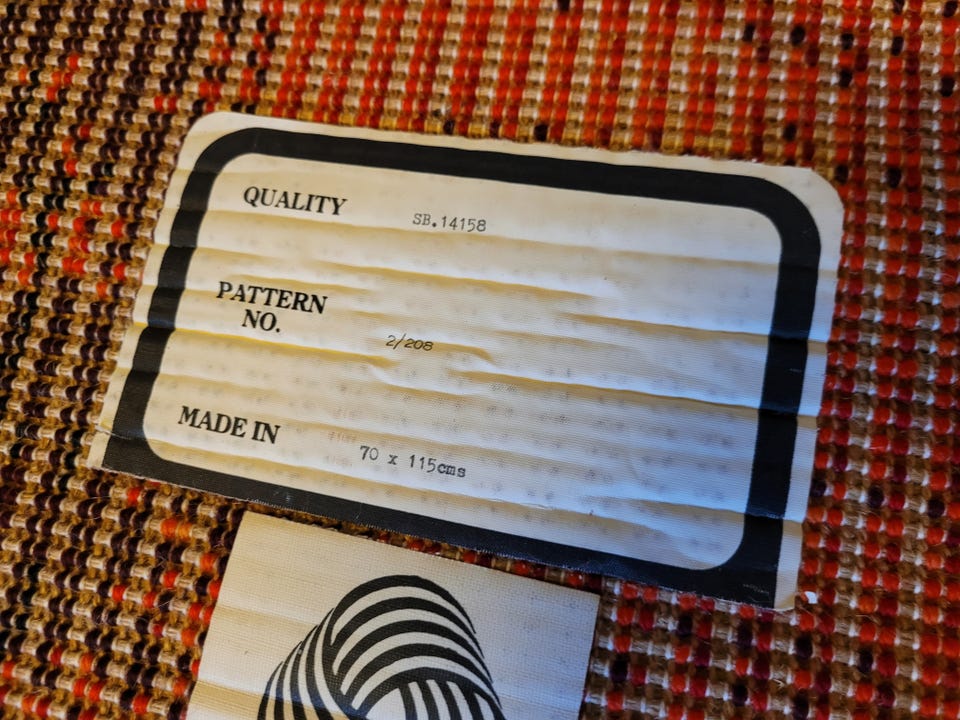 QUALITY SB.14158
PATTERN
NO. 2/208
MADE IN 70 x 115cms